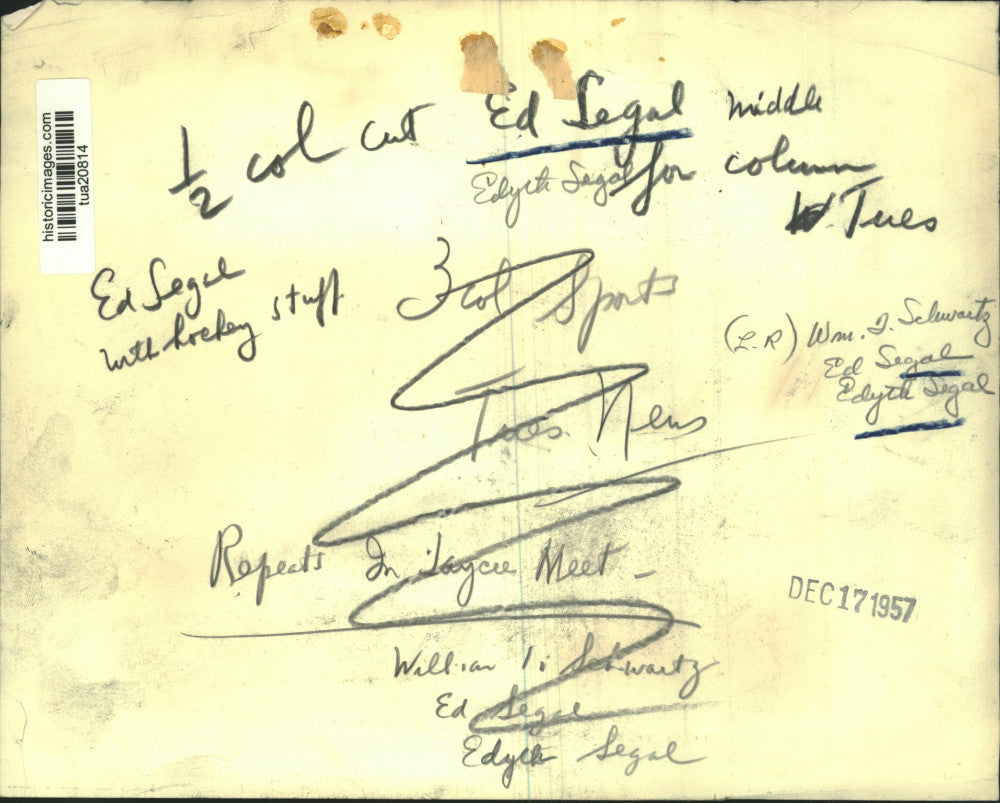 historicimages.com
tua20814
1/2 col cut Ed Segal middle
Edyth Segal for column
Tues
Ed Segal
with hockey stuff
3 col Sports
(L.R) Wm. I. Schwartz
Ed Segal
Edyth Segal
Tues. News
Repeats In Jaycee Meet -
DEC 17 1957
William I. Schwartz
Ed Segal
Edyth Segal